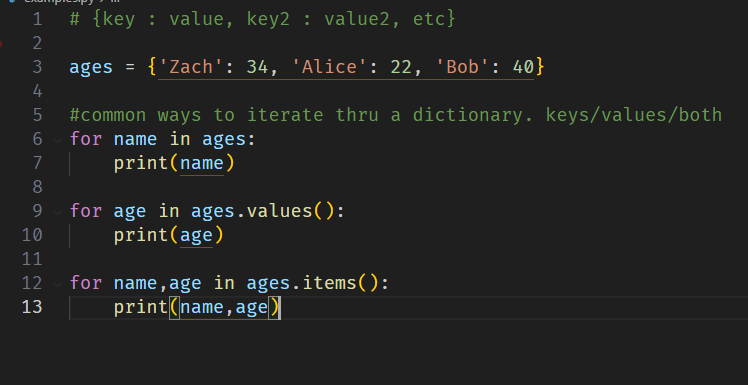 1 # {key : value, key2 : value2, etc}
2
3 ages = {'Zach': 34, 'Alice': 22, 'Bob': 40}
4
5 #common ways to iterate thru a dictionary. keys/values/both
6 for name in ages:
7     print(name)
8
9 for age in ages.values():
10     print(age)
11
12 for name,age in ages.items():
13     print(name,age)